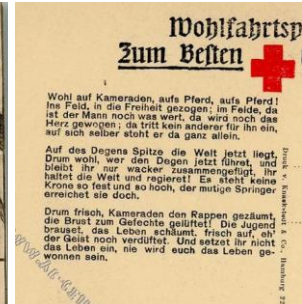 Wohlfahrtsp
Zum Besten
Wohl auf Kameraden, aufs Pferd, aufs Pferd!
Ins Feld, in die Freiheit gezogen; im Felde, da
ist der Mann noch was wert, da wird noch das
Herz gewogen; da tritt kein anderer für ihn ein,
auf sich selber steht er da ganz allein.
Auf des Degens Spitze die Welt jetzt liegt,
Drum wohl, wer den Degen jetzt führet, und
bleibt ihr nur wacker zusammengefügt, ihr
haltet die Welt und regieret! Es steht keine
Krone so fest und so hoch, der mutige Springer
erreichet sie doch.
Drum frisch, Kameraden den Rappen gezäumt,
die Brust zum Gefechte gelüftet! Die Jugend
brauset, das Leben schäumt, frisch auf, eh'
der Geist noch verdüftet. Und setzet ihr nicht
das Leben ein, nie wird euch das Leben ge-
wonnen sein.
Druck v. Knackstedt & Co. Hamburg 22